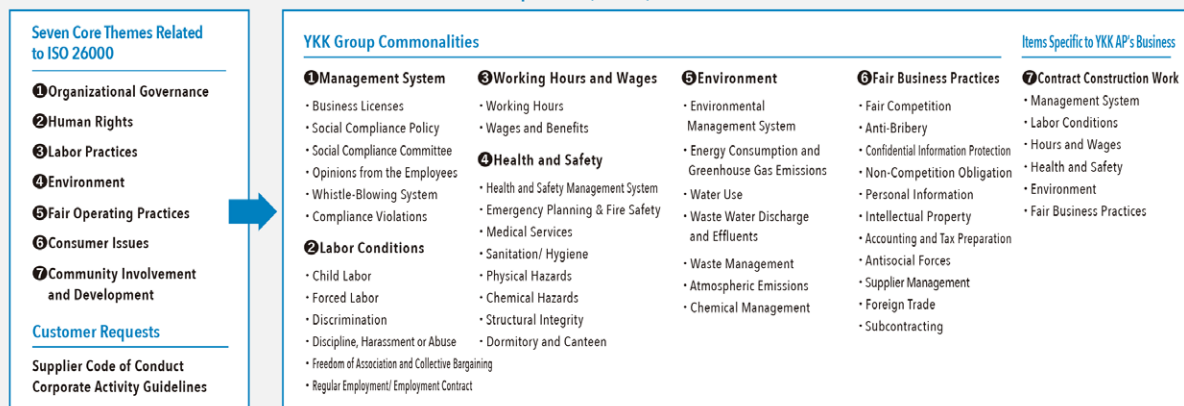 Seven Core Themes Related
to ISO 26000
❶Organizational Governance
❷Human Rights
❸Labor Practices
❹Environment
❺Fair Operating Practices
❻Consumer Issues
❼Community Involvement
and Development
Customer Requests
Supplier Code of Conduct
Corporate Activity Guidelines
YKK Group Commonalities
❶Management System
・Business Licenses
・Social Compliance Policy
・Social Compliance Committee
・Opinions from the Employees
・Whistle-Blowing System
・Compliance Violations
❷Labor Conditions
・Child Labor
・Forced Labor
・Discrimination
・Discipline, Harassment or Abuse
・Freedom of Association and Collective Bargaining
・Regular Employment/ Employment Contract
❸Working Hours and Wages
・Working Hours
・Wages and Benefits
❹Health and Safety
・Health and Safety Management System
・Emergency Planning & Fire Safety
・Medical Services
・Sanitation/ Hygiene
・Physical Hazards
・Chemical Hazards
・Structural Integrity
・Dormitory and Canteen
❺Environment
・Environmental
Management System
・Energy Consumption and
Greenhouse Gas Emissions
・Water Use
・Waste Water Discharge
and Effluents
・Waste Management
・Atmospheric Emissions
・Chemical Management
❻Fair Business Practices
・Fair Competition
・Anti-Bribery
・Confidential Information Protection
・Non-Competition Obligation
・Personal Information
・Intellectual Property
・Accounting and Tax Preparation
・Antisocial Forces
・Supplier Management
・Foreign Trade
・Subcontracting
Items Specific to YKK AP's Business
❼Contract Construction Work
・Management System
・Labor Conditions
・Hours and Wages
・Health and Safety
・Environment
・Fair Business Practices